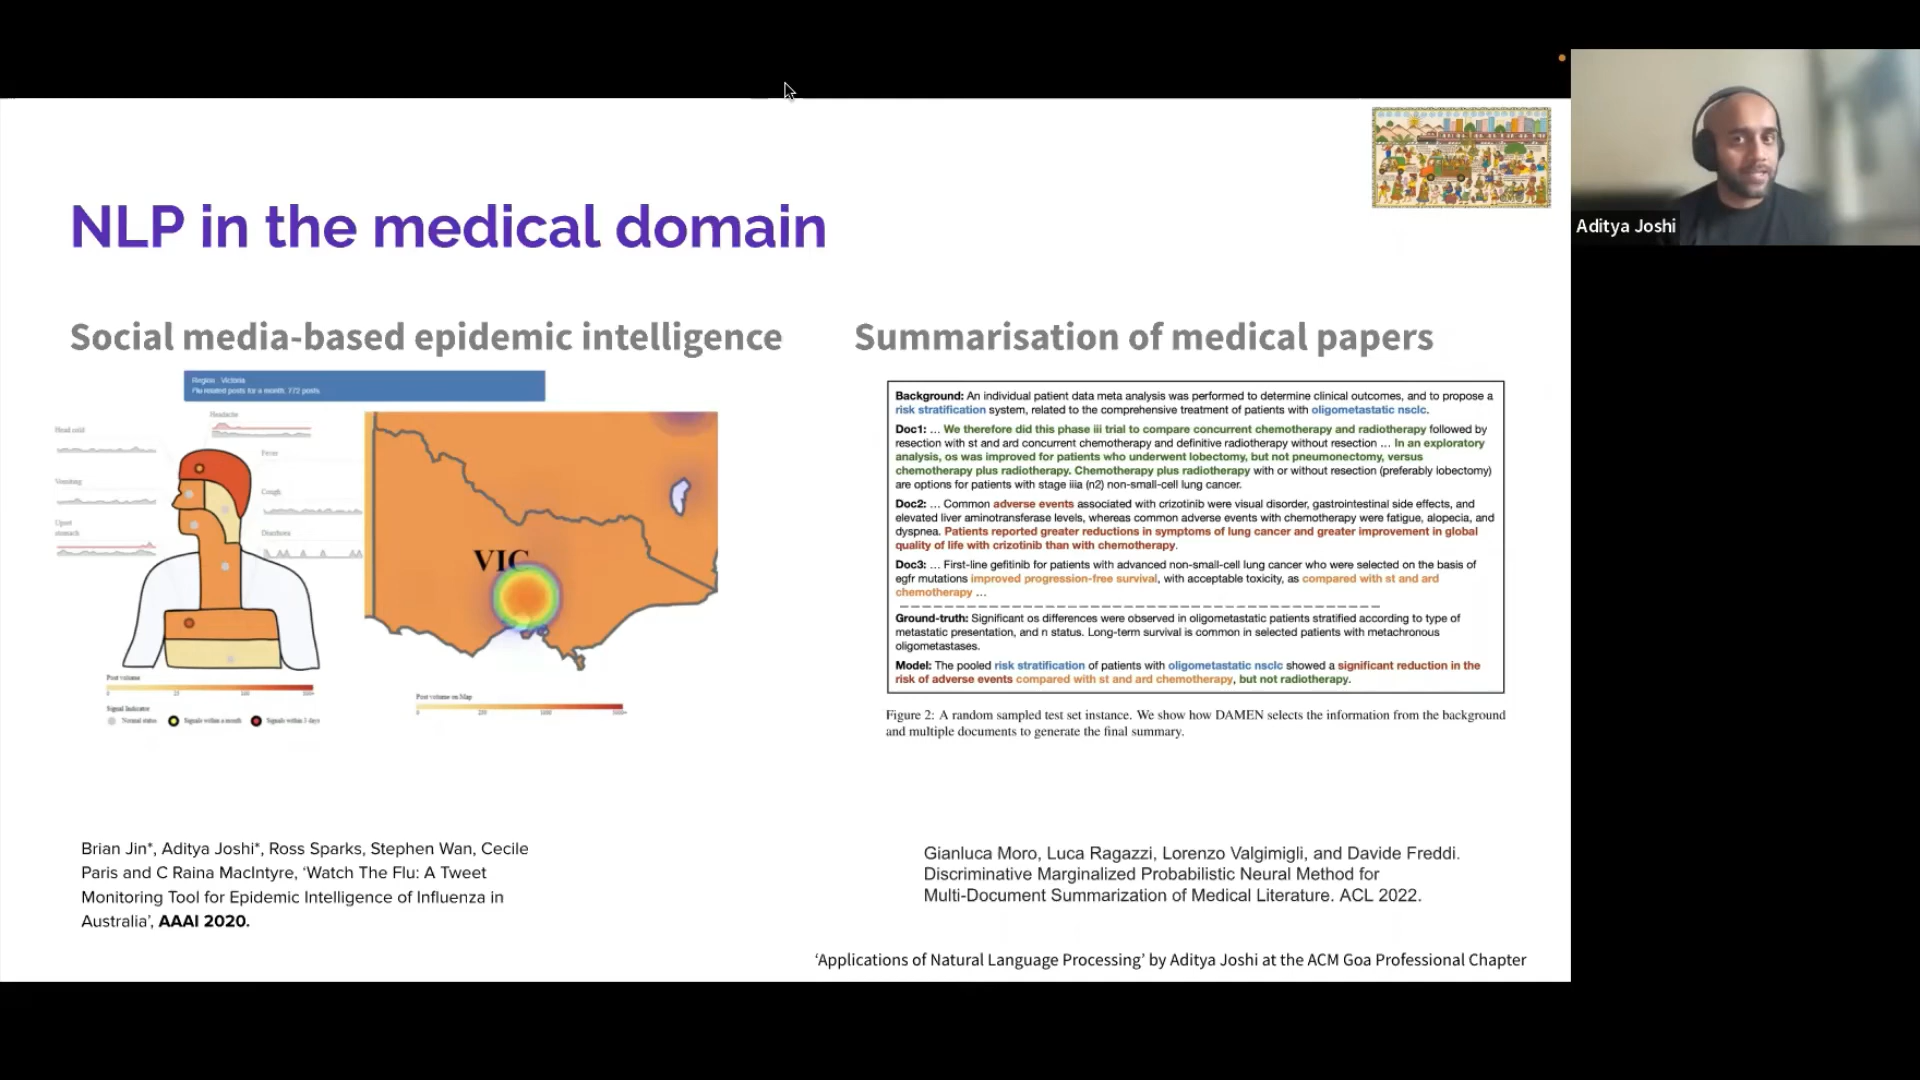 Aditya Joshi
NLP in the medical domain
Social media-based epidemic intelligence
Region : Victoria
Flu related posts for a month: 772 posts
Headache
Head cold
Fever
Vomiting
Cough
Upset
stomach
Diarrhoea
VIC
Post volume
Signal Indicator
Normal status
Signals within a month
Signals within 3 days
Post volume on Map
Brian Jin*, Aditya Joshi*, Ross Sparks, Stephen Wan, Cecile
Paris and C Raina MacIntyre, ‘Watch The Flu: A Tweet
Monitoring Tool for Epidemic Intelligence of Influenza in
Australia’, AAAI 2020.
Summarisation of medical papers
Background: An individual patient data meta analysis was performed to determine clinical outcomes, and to propose a
risk stratification system, related to the comprehensive treatment of patients with oligometastatic nsclc.
Doc1: ... We therefore did this phase iii trial to compare concurrent chemotherapy and radiotherapy followed by
resection with st and ard concurrent chemotherapy and definitive radiotherapy without resection ... In an exploratory
analysis, os was improved for patients who underwent lobectomy, but not pneumonectomy, versus
chemotherapy plus radiotherapy. Chemotherapy plus radiotherapy with or without resection (preferably lobectomy)
are options for patients with stage iiia (n2) non-small-cell lung cancer.
Doc2: ... Common adverse events associated with crizotinib were visual disorder, gastrointestinal side effects, and
elevated liver aminotransferase levels, whereas common adverse events with chemotherapy were fatigue, alopecia, and
dyspnea. Patients reported greater reductions in symptoms of lung cancer and greater improvement in global
quality of life with crizotinib than with chemotherapy.
Doc3: ... First-line gefitinib for patients with advanced non-small-cell lung cancer who were selected on the basis of
egfr mutations improved progression-free survival, with acceptable toxicity, as compared with st and ard
chemotherapy ...
Ground-truth: Significant os differences were observed in oligometastatic patients stratified according to type of
metastatic presentation, and n status. Long-term survival is common in selected patients with metachronous
oligometastases.
Model: The pooled risk stratification of patients with oligometastatic nsclc showed a significant reduction in the
risk of adverse events compared with st and ard chemotherapy, but not radiotherapy.
Figure 2: A random sampled test set instance. We show how DAMEN selects the information from the background
and multiple documents to generate the final summary.
Gianluca Moro, Luca Ragazzi, Lorenzo Valgimigli, and Davide Freddi.
Discriminative Marginalized Probabilistic Neural Method for
Multi-Document Summarization of Medical Literature. ACL 2022.
‘Applications of Natural Language Processing’ by Aditya Joshi at the ACM Goa Professional Chapter